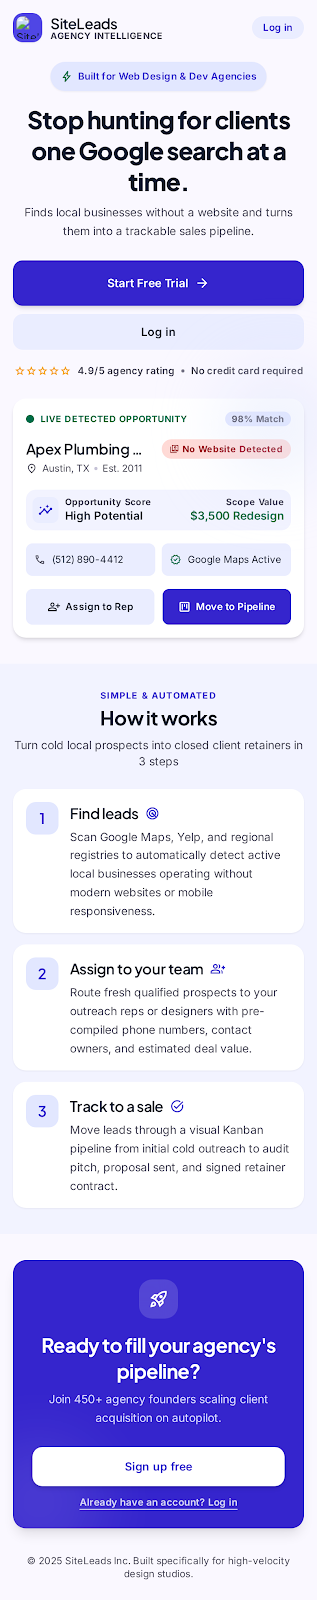 SiteLeads
AGENCY INTELLIGENCE
Log in
Built for Web Design & Dev Agencies
Stop hunting for clients
one Google search at a
time.
Finds local businesses without a website and turns
them into a trackable sales pipeline.
Start Free Trial
Log in
4.9/5 agency rating • No credit card required
LIVE DETECTED OPPORTUNITY
98% Match
Apex Plumbing ...
No Website Detected
Austin, TX • Est. 2011
Opportunity Score
High Potential
Scope Value
$3,500 Redesign
(512) 890-4412
Google Maps Active
Assign to Rep
Move to Pipeline
SIMPLE & AUTOMATED
How it works
Turn cold local prospects into closed client retainers in
3 steps
1
Find leads
Scan Google Maps, Yelp, and regional
registries to automatically detect active
local businesses operating without
modern websites or mobile
responsiveness.
2
Assign to your team
Route fresh qualified prospects to your
outreach reps or designers with pre-
compiled phone numbers, contact
owners, and estimated deal value.
3
Track to a sale
Move leads through a visual Kanban
pipeline from initial cold outreach to audit
pitch, proposal sent, and signed retainer
contract.
Ready to fill your agency's
pipeline?
Join 450+ agency founders scaling client
acquisition on autopilot.
Sign up free
Already have an account? Log in
© 2025 SiteLeads Inc. Built specifically for high-velocity
design studios.